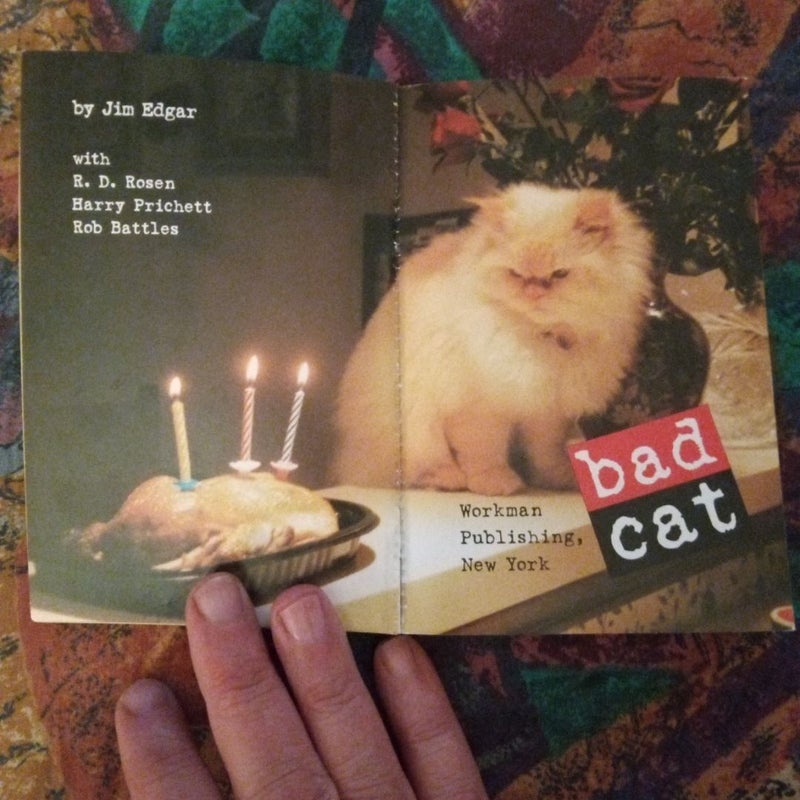 by Jim Edgar
with
R. D. Rosen
Harry Prichett
Rob Battles
bad
cat
Workman
Publishing,
New York